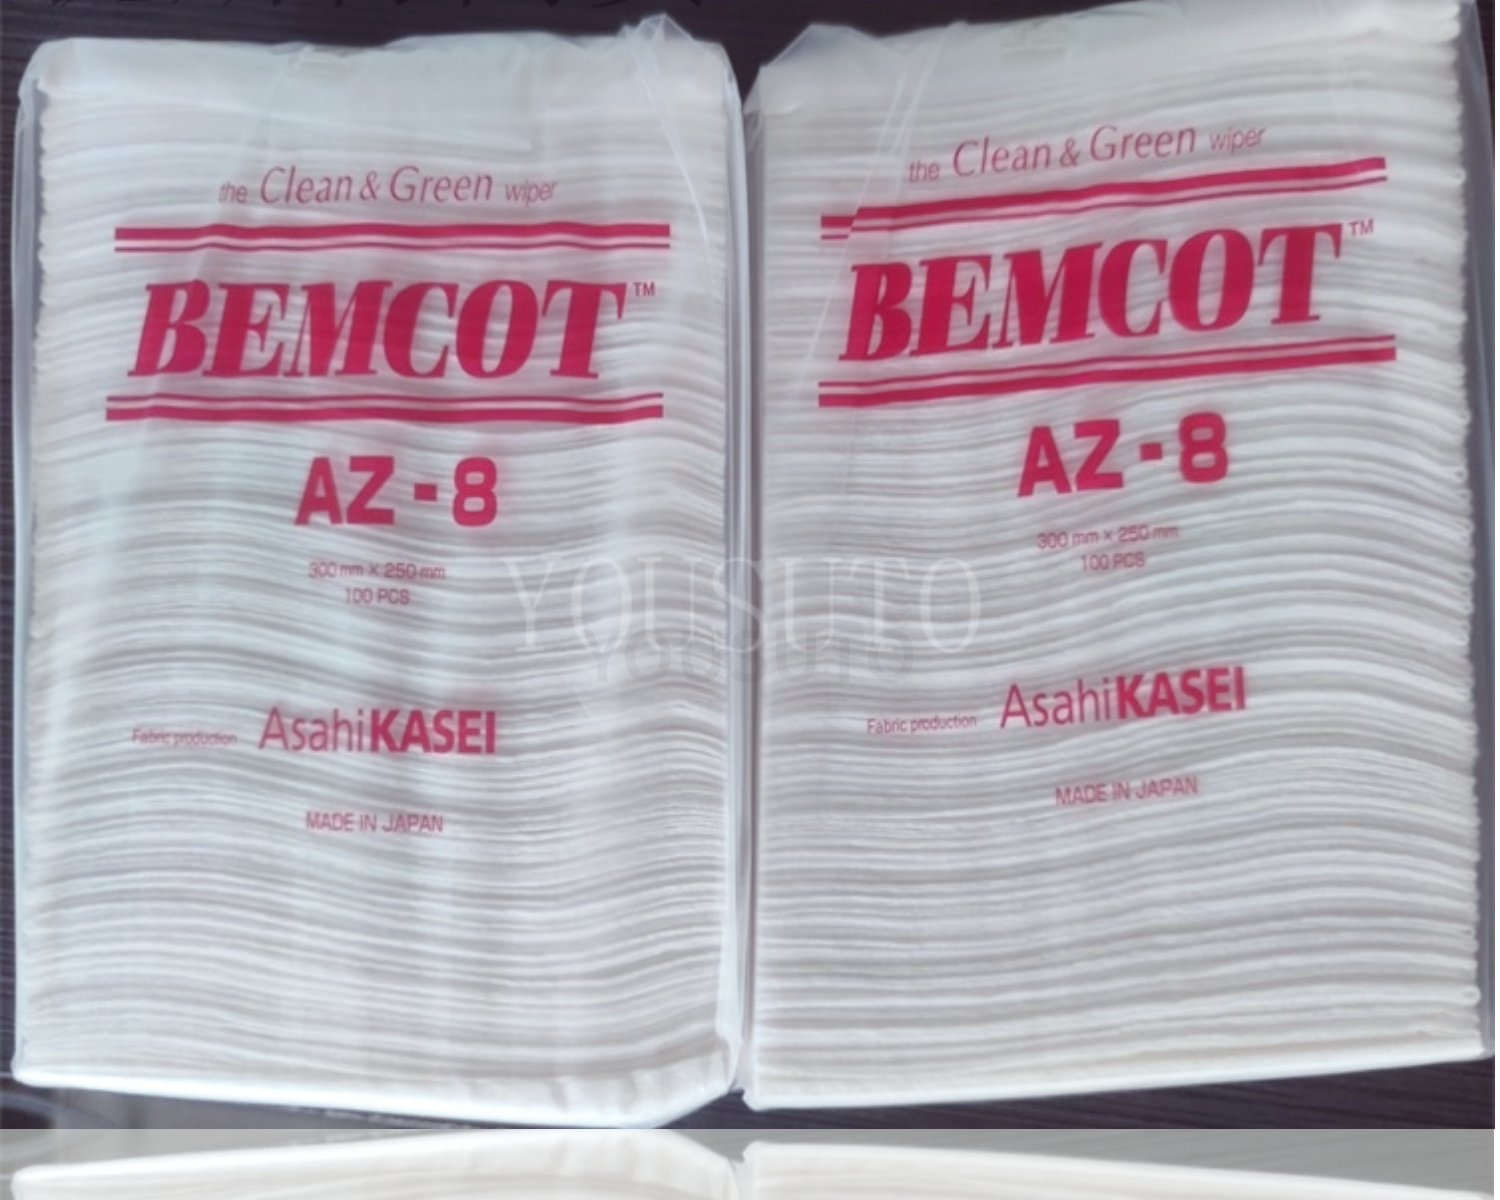 the Clean & Green wiper
BEMCOT™
AZ-8
300 mm × 250 mm
100 PCS
Fabric production AsahiKASEI
MADE IN JAPAN
the Clean & Green wiper
BEMCOT™
AZ-8
300 mm × 250 mm
100 PCS
Fabric production AsahiKASEI
MADE IN JAPAN
YOUSUTO
YOUSUTO